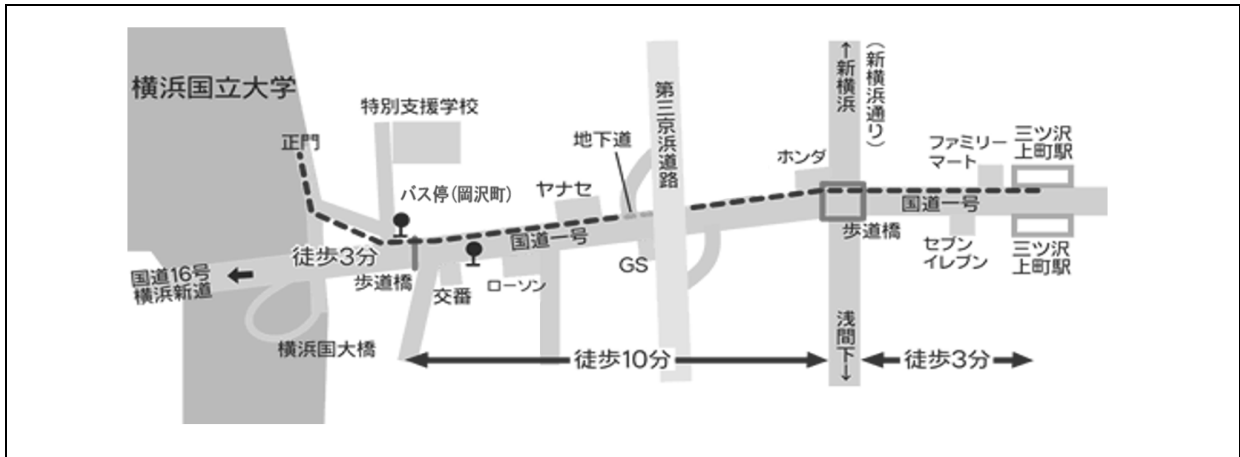 横浜国立大学
正門
特別支援学校
バス停(岡沢町)
地下道
ヤナセ
第三京浜道路
ホンダ
↑新横浜
(新横浜通り)
ファミリー
マート
三ツ沢
上町駅
国道一号
国道一号
徒歩3分
国道16号
横浜新道
歩道橋
交番
ローソン
GS
歩道橋
セブン
イレブン
三ツ沢
上町駅
横浜国大橋
浅間下↓
徒歩10分
徒歩3分